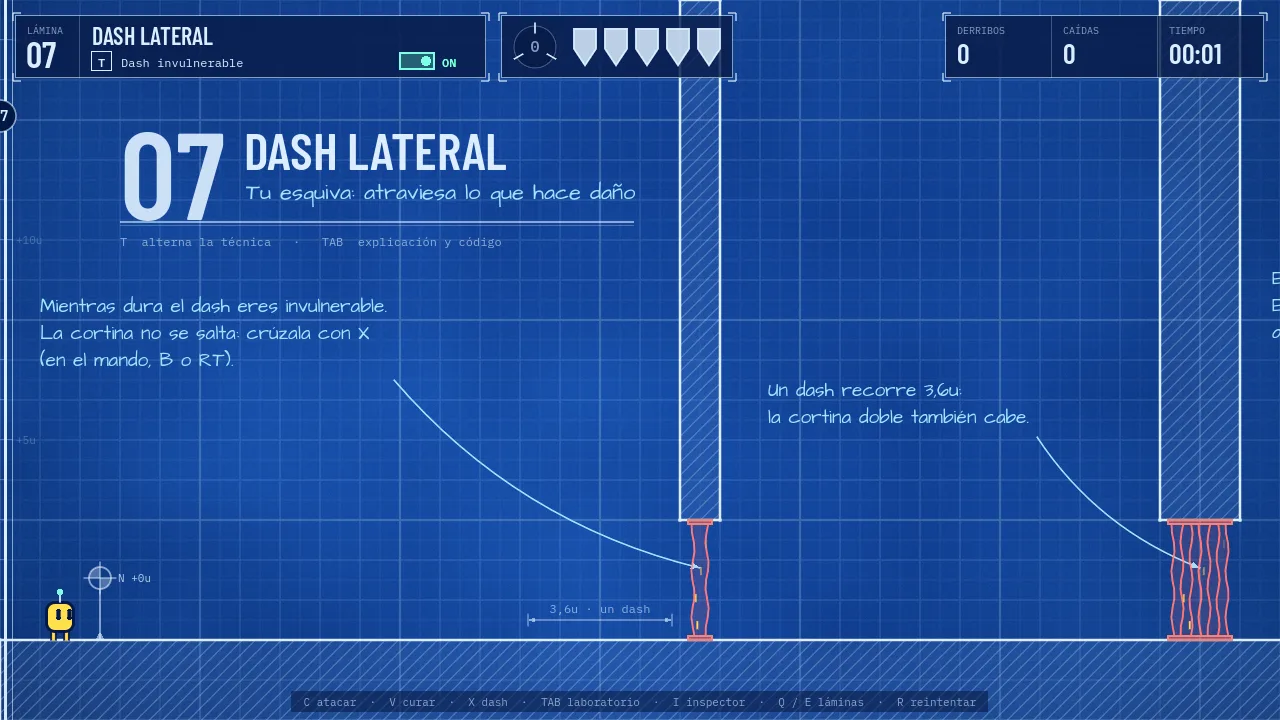 LÁMINA
07
DASH LATERAL
T Dash invulnerable
ON
0
DERRIBOS
0
CAÍDAS
0
TIEMPO
00:01
7
07
DASH LATERAL
Tu esquiva: atraviesa lo que hace daño
T alterna la técnica · TAB explicación y código
+10u
Mientras dura el dash eres invulnerable.
La cortina no se salta: crúzala con X
(en el mando, B o RT).
Un dash recorre 3,6u:
la cortina doble también cabe.
+5u
N +0u
3,6u · un dash
C atacar · V curar · X dash · TAB laboratorio · I inspector · Q / E láminas · R reintentar